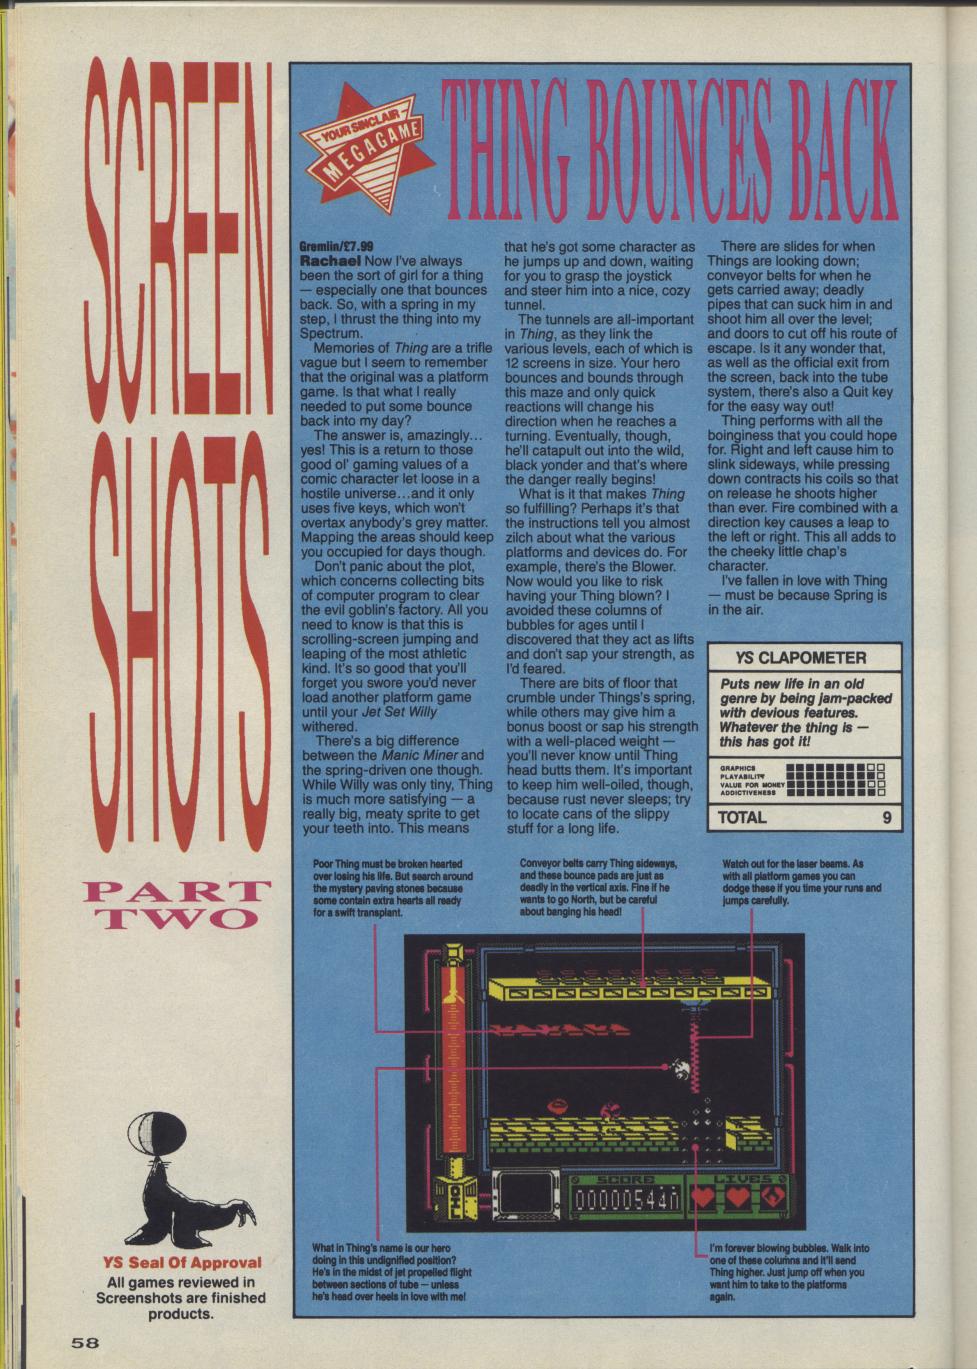 SCREEN
SHOTS
PART
TWO
YOUR SINCLAIR
MEGAGAME
THING BOUNCES BACK
Gremlin/£7.99
Rachael Now I've always
been the sort of girl for a thing
— especially one that bounces
back. So, with a spring in my
step, I thrust the thing into my
Spectrum.
Memories of Thing are a trifle
vague but I seem to remember
that the original was a platform
game. Is that what I really
needed to put some bounce
back into my day?
The answer is, amazingly...
yes! This is a return to those
good ol' gaming values of a
comic character let loose in a
hostile universe...and it only
uses five keys, which won't
overtax anybody's grey matter.
Mapping the areas should keep
you occupied for days though.
Don't panic about the plot,
which concerns collecting bits
of computer program to clear
the evil goblin's factory. All you
need to know is that this is
scrolling-screen jumping and
leaping of the most athletic
kind. It's so good that you'll
forget you swore you'd never
load another platform game
until your Jet Set Willy
withered.
There's a big difference
between the Manic Miner and
the spring-driven one though.
While Willy was only tiny, Thing
is much more satisfying — a
really big, meaty sprite to get
your teeth into. This means
that he's got some character as
he jumps up and down, waiting
for you to grasp the joystick
and steer him into a nice, cozy
tunnel.
The tunnels are all-important
in Thing, as they link the
various levels, each of which is
12 screens in size. Your hero
bounces and bounds through
this maze and only quick
reactions will change his
direction when he reaches a
turning. Eventually, though,
he'll catapult out into the wild,
black yonder and that's where
the danger really begins!
What is it that makes Thing
so fulfilling? Perhaps it's that
the instructions tell you almost
zilch about what the various
platforms and devices do. For
example, there's the Blower.
Now would you like to risk
having your Thing blown? I
avoided these columns of
bubbles for ages until I
discovered that they act as lifts
and don't sap your strength, as
I'd feared.
There are bits of floor that
crumble under Things's spring,
while others may give him a
bonus boost or sap his strength
with a well-placed weight —
you'll never know until Thing
head butts them. It's important
to keep him well-oiled, though,
because rust never sleeps; try
to locate cans of the slippy
stuff for a long life.
There are slides for when
Things are looking down;
conveyor belts for when he
gets carried away; deadly
pipes that can suck him in and
shoot him all over the level;
and doors to cut off his route of
escape. Is it any wonder that,
as well as the official exit from
the screen, back into the tube
system, there's also a Quit key
for the easy way out!
Thing performs with all the
boinginess that you could hope
for. Right and left cause him to
slink sideways, while pressing
down contracts his coils so that
on release he shoots higher
than ever. Fire combined with a
direction key causes a leap to
the left or right. This all adds to
the cheeky little chap's
character.
I've fallen in love with Thing
— must be because Spring is
in the air.
YS CLAPOMETER
Puts new life in an old
genre by being jam-packed
with devious features.
Whatever the thing is —
this has got it!
GRAPHICS
PLAYABILITY
VALUE FOR MONEY
ADDICTIVENESS
TOTAL 9
Poor Thing must be broken hearted
over losing his life. But search around
the mystery paving stones because
some contain extra hearts all ready
for a swift transplant.
Conveyor belts carry Thing sideways,
and these bounce pads are just as
deadly in the vertical axis. Fine if he
wants to go North, but be careful
about banging his head!
Watch out for the laser beams. As
with all platform games you can
dodge these if you time your runs and
jumps carefully.
SCORE
LIVES
What in Thing's name is our hero
doing in this undignified position?
He's in the midst of jet propelled flight
between sections of tube — unless
he's head over heels in love with me!
I'm forever blowing bubbles. Walk into
one of these columns and it'll send
Thing higher. Just jump off when you
want him to take to the platforms
again.
YS Seal Of Approval
All games reviewed in
Screenshots are finished
products.
58